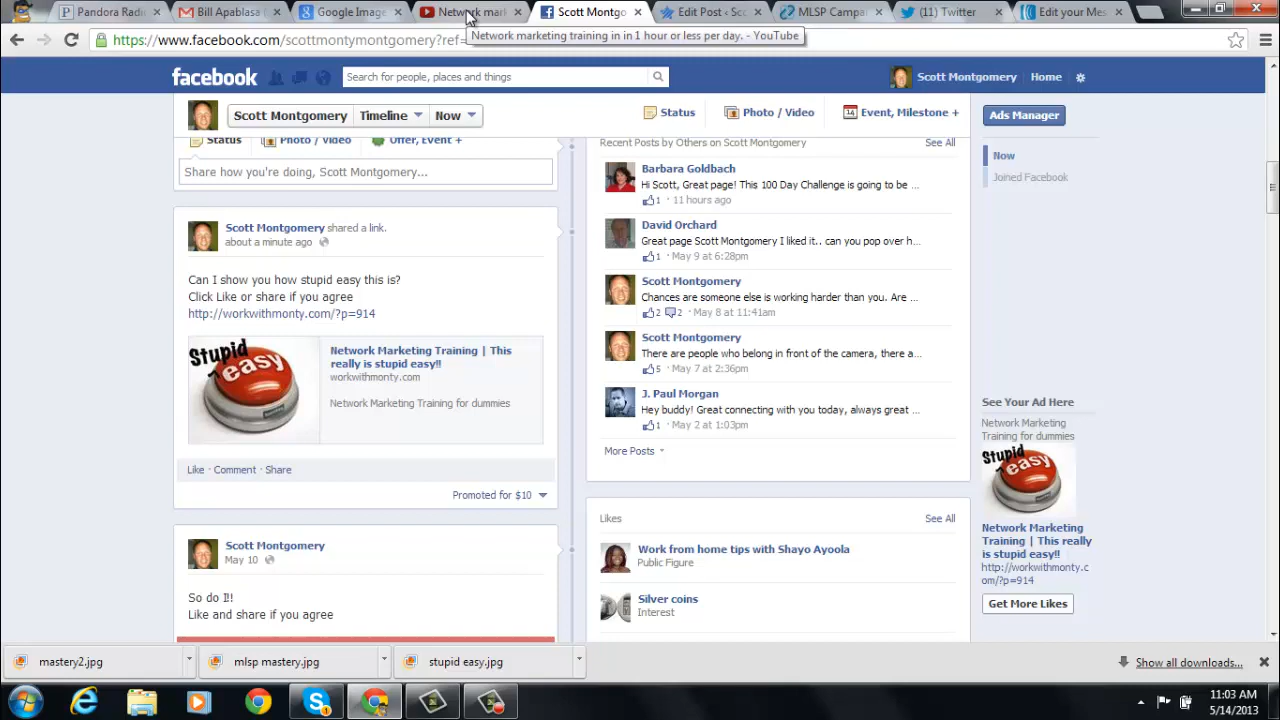 Pandora Radi
Bill Apablasa (
Google Image
Network mark
Scott Montgo
Edit Post ‹ Sc
MLSP Campa
(11) Twitter
Edit your Mes
https://www.facebook.com/scottmontymontgomery?ref=
Network marketing training in in 1 hour or less per day. - YouTube
facebook
Search for people, places and things
Scott Montgomery
Home
Scott Montgomery
Timeline
Now
Status
Photo / Video
14
Event, Milestone +
Ads Manager
Now
Joined Facebook
Status
Photo / Video
Offer, Event +
Share how you're doing, Scott Montgomery...
Scott Montgomery shared a link.
about a minute ago
Can I show you how stupid easy this is?
Click Like or share if you agree
http://workwithmonty.com/?p=914
Stupid
easy
Network Marketing Training | This
really is stupid easy!!
workwithmonty.com
Network Marketing Training for dummies
Like · Comment · Share
Promoted for $10
Scott Montgomery
May 10
So do I!!
Like and share if you agree
Recent Posts by Others on Scott Montgomery
See All
Barbara Goldbach
Hi Scott, Great page! This 100 Day Challenge is going to be ...
1 · 11 hours ago
David Orchard
Great page Scott Montgomery I liked it.. can you pop over h...
1 · May 9 at 6:28pm
Scott Montgomery
Chances are someone else is working harder than you. Are ...
2 2 · May 8 at 11:41am
Scott Montgomery
There are people who belong in front of the camera, there a...
5 · May 7 at 2:36pm
J. Paul Morgan
Hey buddy! Great connecting with you today, always great ...
1 · May 2 at 1:03pm
More Posts
Likes
See All
Work from home tips with Shayo Ayoola
Public Figure
Silver coins
Interest
See Your Ad Here
Network Marketing
Training for dummies
Stupid
easy
Network Marketing
Training | This
really is stupid
easy!!
http://workwithmonty.c
om/?p=914
Get More Likes
mastery2.jpg
mlsp mastery.jpg
stupid easy.jpg
Show all downloads...
11:03 AM
5/14/2013